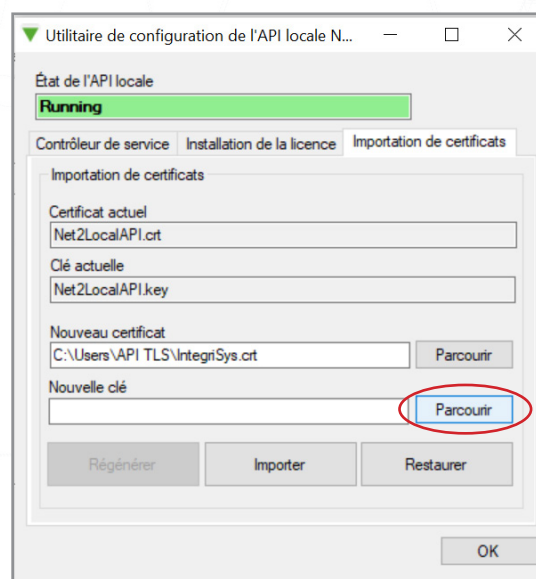 Utilitaire de configuration de l'API locale N...
État de l'API locale
Running
Contrôleur de service Installation de la licence Importation de certificats
Importation de certificats
Certificat actuel
Net2LocalAPI.crt
Clé actuelle
Net2LocalAPI.key
Nouveau certificat
C:\Users\API TLS\IntegriSys.crt Parcourir
Nouvelle clé
Parcourir
Régénérer Importer Restaurer
OK